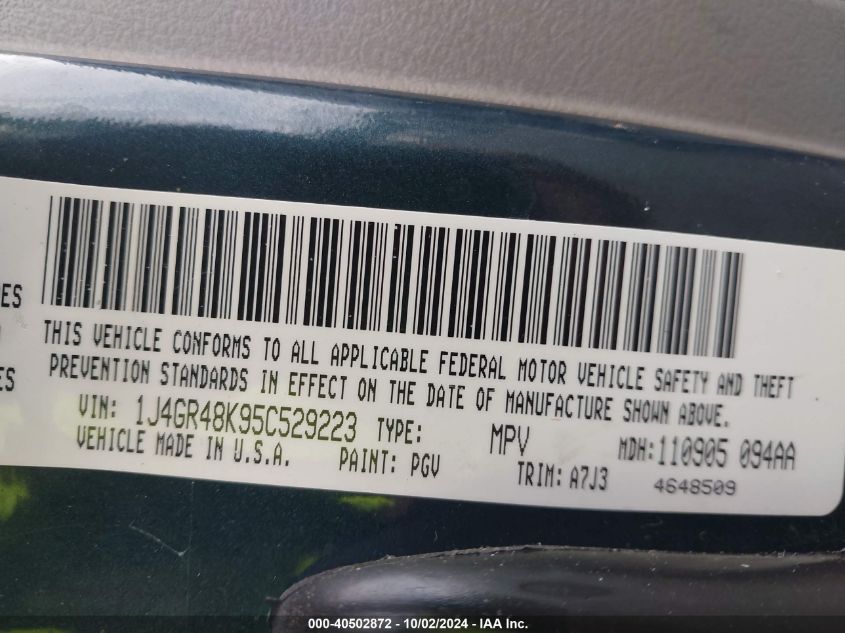 DES
THIS VEHICLE CONFORMS TO ALL APPLICABLE FEDERAL MOTOR VEHICLE SAFETY AND THEFT
ES
PREVENTION STANDARDS IN EFFECT ON THE DATE OF MANUFACTURE SHOWN ABOVE.
VIN: 1J4GR48K95C529223 TYPE: MPV MDH: 110905 094AA
VEHICLE MADE IN U.S.A. PAINT: PGV TRIM: A7J3 4648509
000-40502872 - 10/02/2024 - IAA Inc.